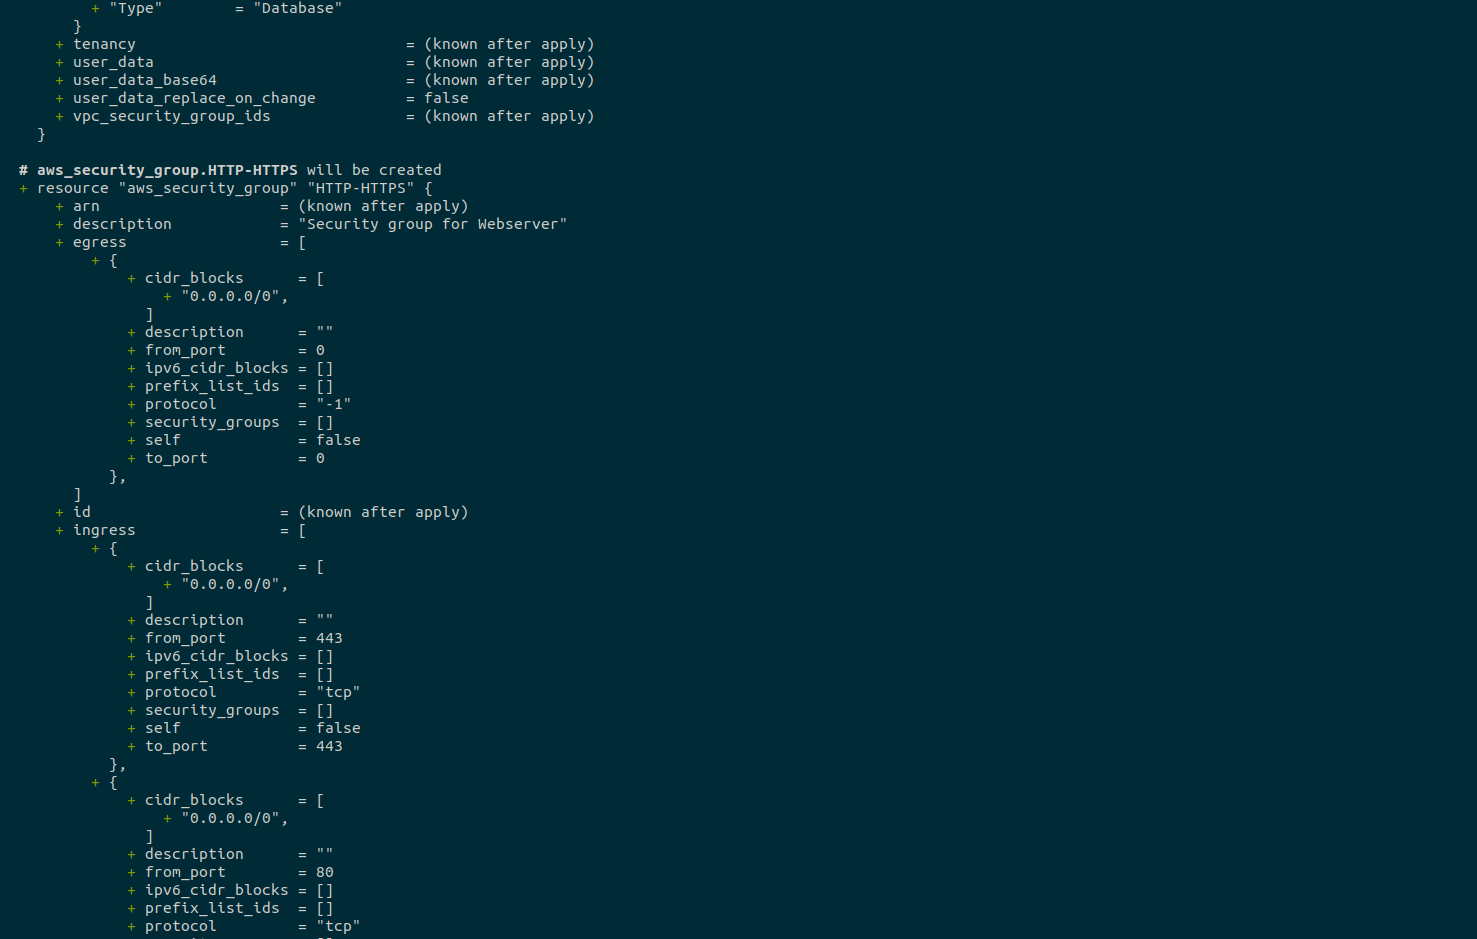 + "Type"        = "Database"
}
+ tenancy                              = (known after apply)
+ user_data                            = (known after apply)
+ user_data_base64                     = (known after apply)
+ user_data_replace_on_change          = false
+ vpc_security_group_ids               = (known after apply)
}
# aws_security_group.HTTP-HTTPS will be created
+ resource "aws_security_group" "HTTP-HTTPS" {
+ arn                    = (known after apply)
+ description            = "Security group for Webserver"
+ egress                 = [
+ {
+ cidr_blocks      = [
+ "0.0.0.0/0",
]
+ description      = ""
+ from_port        = 0
+ ipv6_cidr_blocks = []
+ prefix_list_ids  = []
+ protocol         = "-1"
+ security_groups  = []
+ self             = false
+ to_port          = 0
},
]
+ id                     = (known after apply)
+ ingress                = [
+ {
+ cidr_blocks      = [
+ "0.0.0.0/0",
]
+ description      = ""
+ from_port        = 443
+ ipv6_cidr_blocks = []
+ prefix_list_ids  = []
+ protocol         = "tcp"
+ security_groups  = []
+ self             = false
+ to_port          = 443
},
+ {
+ cidr_blocks      = [
+ "0.0.0.0/0",
]
+ description      = ""
+ from_port        = 80
+ ipv6_cidr_blocks = []
+ prefix_list_ids  = []
+ protocol         = "tcp"